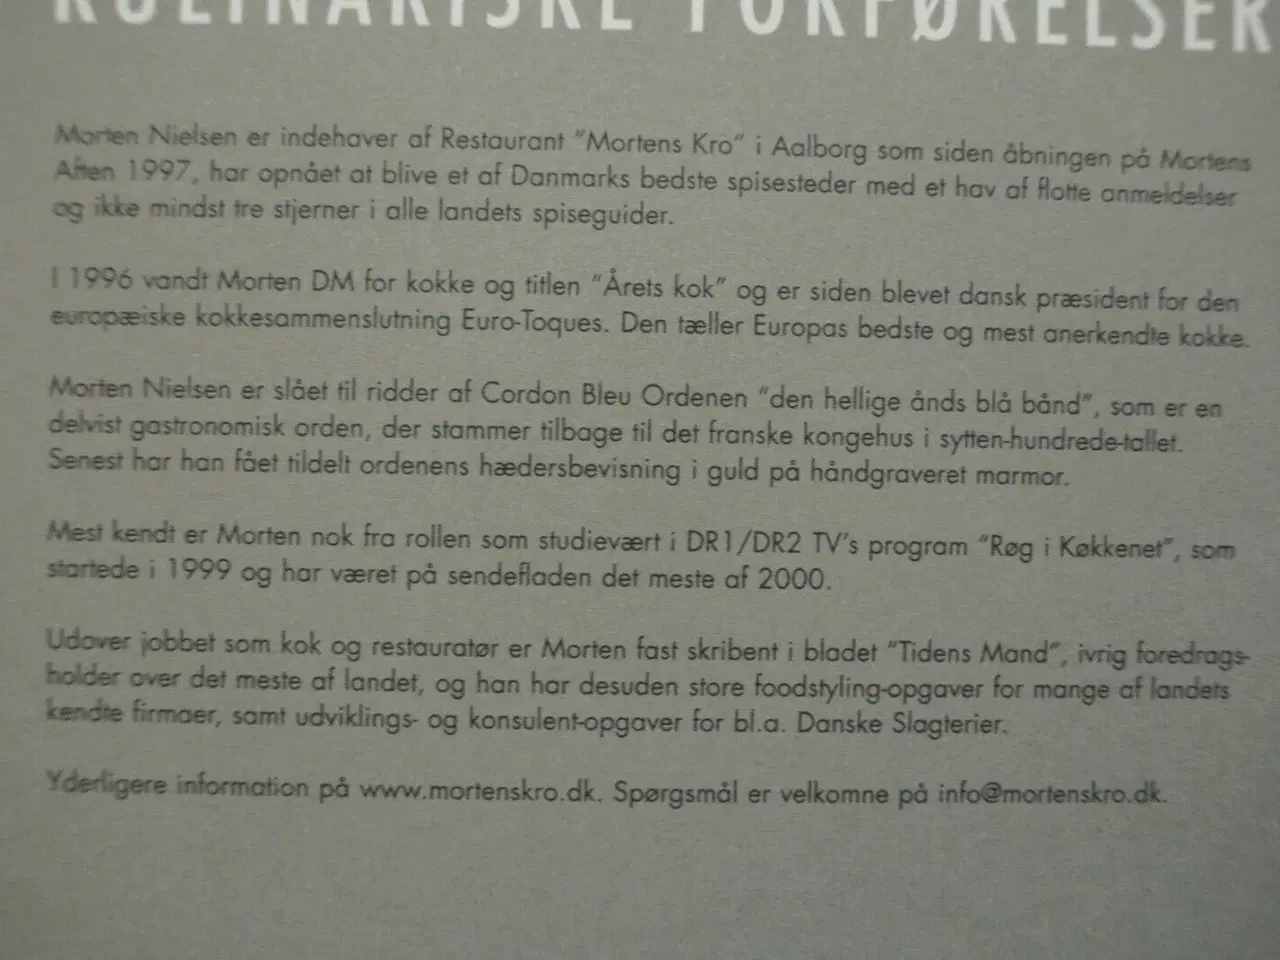 KULINARISKE FORFØRELSER
Morten Nielsen er indehaver af Restaurant "Mortens Kro" i Aalborg som siden åbningen på Mortens
Aften 1997, har opnået at blive et af Danmarks bedste spisesteder med et hav af flotte anmeldelser
og ikke mindst tre stjerner i alle landets spiseguider.
I 1996 vandt Morten DM for kokke og titlen "Årets kok" og er siden blevet dansk præsident for den
europæiske kokkesammenslutning Euro-Toques. Den tæller Europas bedste og mest anerkendte kokke.
Morten Nielsen er slået til ridder af Cordon Bleu Ordenen "den hellige ånds blå bånd", som er en
delvist gastronomisk orden, der stammer tilbage til det franske kongehus i sytten-hundrede-tallet.
Senest har han fået tildelt ordenens hædersbevisning i guld på håndgraveret marmor.
Mest kendt er Morten nok fra rollen som studievært i DR1/DR2 TV's program "Røg i Køkkenet", som
startede i 1999 og har været på sendefladen det meste af 2000.
Udover jobbet som kok og restauratør er Morten fast skribent i bladet "Tidens Mand", ivrig foredrags-
holder over det meste af landet, og han har desuden store foodstyling-opgaver for mange af landets
kendte firmaer, samt udviklings- og konsulent-opgaver for bl.a. Danske Slagterier.
Yderligere information på www.mortenskro.dk. Spørgsmål er velkomne på info@mortenskro.dk.